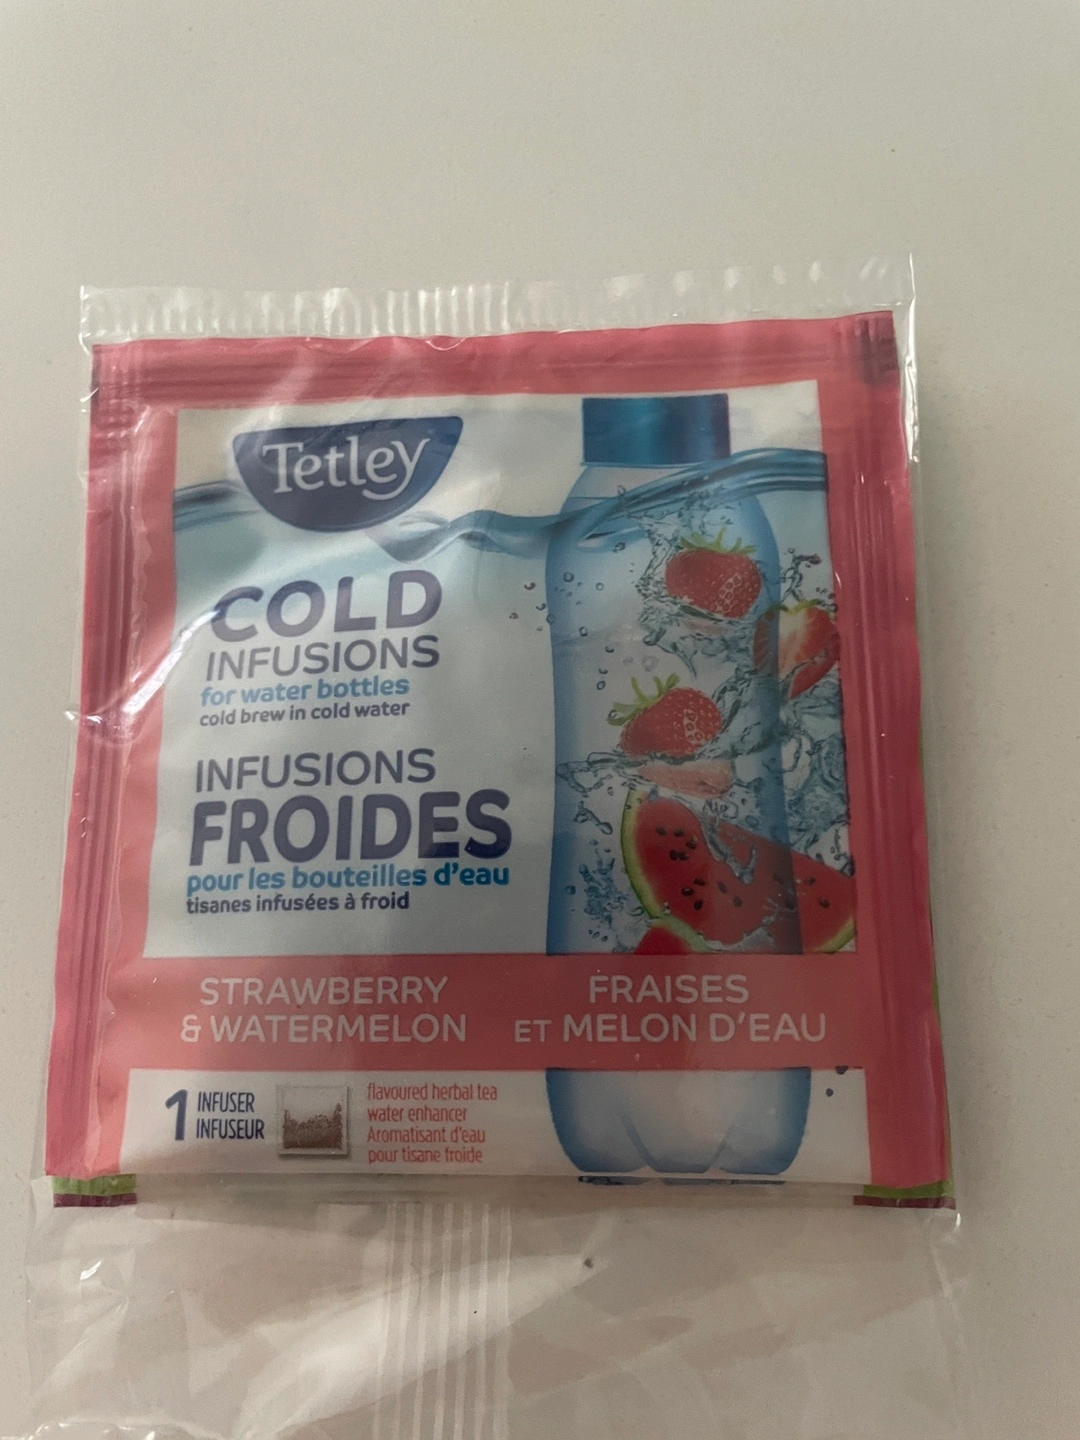 Tetley
COLD
INFUSIONS
for water bottles
cold brew in cold water
INFUSIONS
FROIDES
pour les bouteilles d'eau
tisanes infusées à froid
STRAWBERRY
& WATERMELON
FRAISES
ET MELON D'EAU
1 INFUSER
INFUSEUR
flavoured herbal tea
water enhancer
Aromatisant d'eau
pour tisane froide